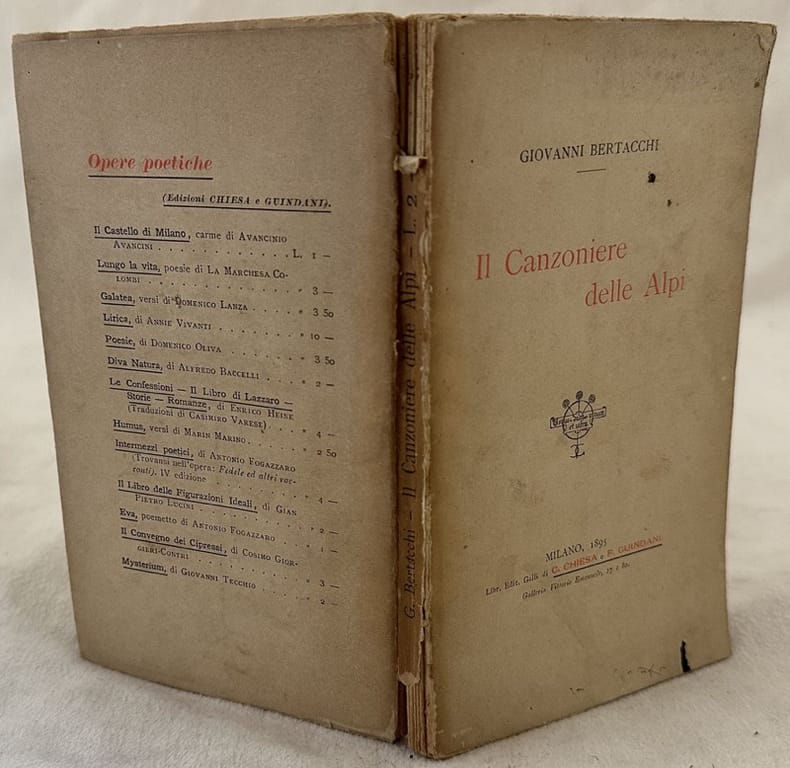 Opere poetiche
(Edizioni CHIESA e GUINDANI).
Il Castello di Milano, carme di AVANCINIO
AVANCINI . . . . . . . . . . . L. 1 —
Lungo la vita, poesie di LA MARCHESA CO-
LOMBI . . . . . . . . . . . " 3 —
Galatea, versi di DOMENICO LANZA . . . . " 3 50
Lirica, di ANNIE VIVANTI . . . . . . . " 10 —
Poesie, di DOMENICO OLIVA . . . . . . " 3 50
Diva Natura, di ALFREDO BACCELLI . . . . " 2 —
Le Confessioni — Il Libro di Lazzaro —
Storie — Romanze, di ENRICO HEINE
(Traduzioni di CASIMIRO VARESE) . . . " 4 —
Humus, versi di MARIN MARINO . . . . . " 2 50
Intermezzi poetici, di ANTONIO FOGAZZARO
(Trovansi nell'opera: Fedele ed altri rac-
conti). IV edizione . . . . . . . . " 4 —
Il Libro delle Figurazioni Ideali, di GIAN
PIETRO LUCINI . . . . . . . . . . " 2 —
Eva, poemetto di ANTONIO FOGAZZARO . . . " 1 —
Il Convegno dei Cipressi, di COSIMO GIOR-
GIERI-CONTRI . . . . . . . . . . " 3 —
Mysterium, di GIOVANNI TECCHIO . . . . " 2 —
G. Bertacchi — Il Canzoniere delle Alpi — L. 2 —
GIOVANNI BERTACCHI
Il Canzoniere
delle Alpi
MILANO, 1895
Libr. Edit. Galli di C. CHIESA e F. GUINDANI
Galleria Vittorio Emanuele, 17 e 80.